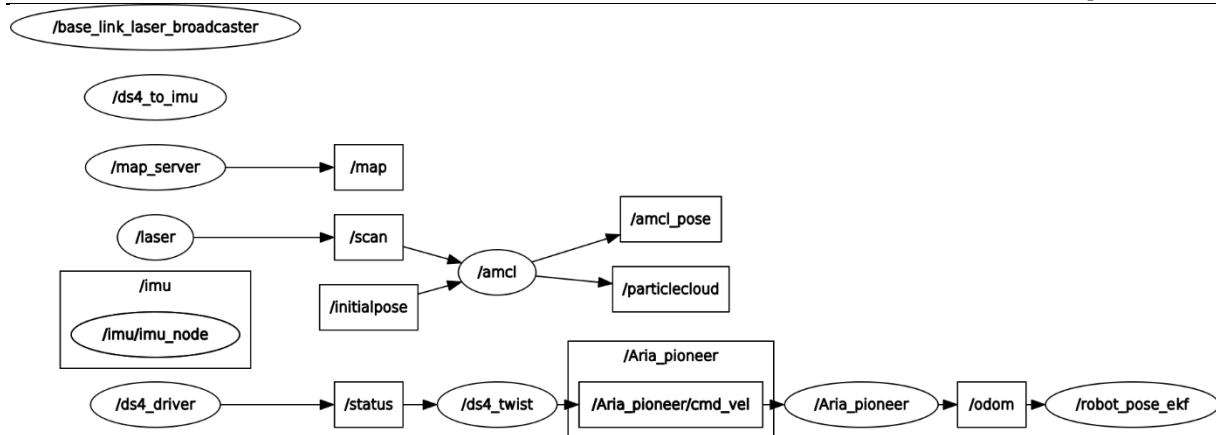 /base_link_laser_broadcaster
/ds4_to_imu
/map_server
/map
/laser
/scan
/amcl
/amcl_pose
/particlecloud
/initialpose
/imu
/imu/imu_node
/ds4_driver
/status
/ds4_twist
/Aria_pioneer
/Aria_pioneer/cmd_vel
/Aria_pioneer
/odom
/robot_pose_ekf